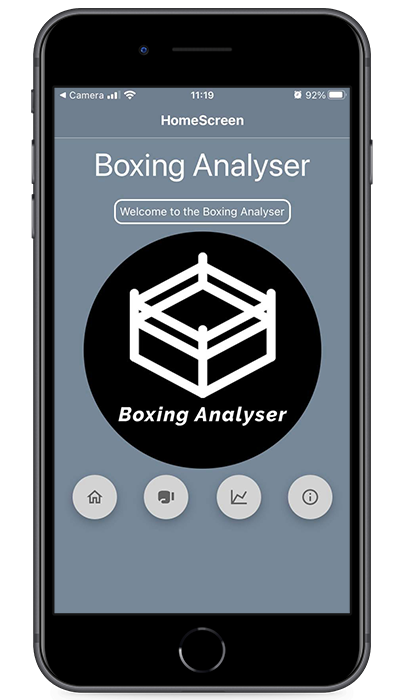 ◀ Camera 11:19 92%
HomeScreen
Boxing Analyser
Welcome to the Boxing Analyser
Boxing Analyser